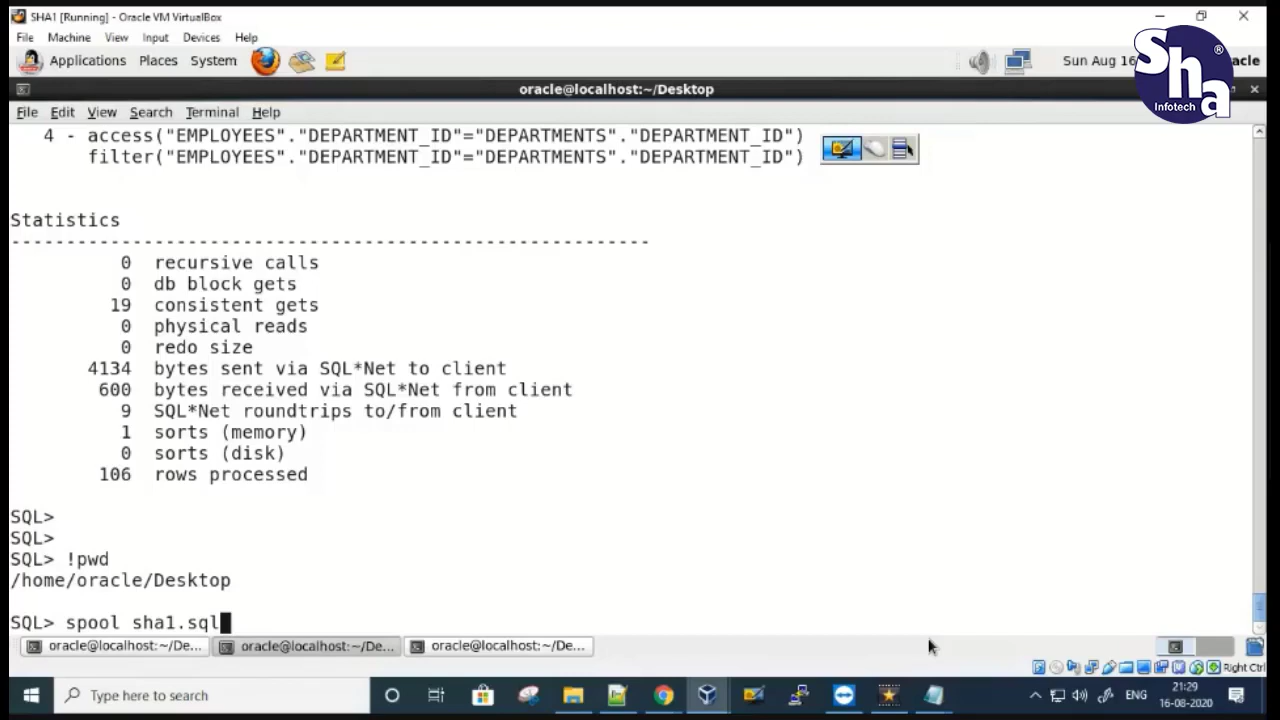 SHA1 [Running] - Oracle VM VirtualBox
File Machine View Input Devices Help
Applications Places System
Sun Aug 16
acle
Sha
®
Infotech
oracle@localhost:~/Desktop
File Edit View Search Terminal Help
4 - access("EMPLOYEES"."DEPARTMENT_ID"="DEPARTMENTS"."DEPARTMENT_ID")
filter("EMPLOYEES"."DEPARTMENT_ID"="DEPARTMENTS"."DEPARTMENT_ID")
Statistics
----------------------------------------------------------
0 recursive calls
0 db block gets
19 consistent gets
0 physical reads
0 redo size
4134 bytes sent via SQL*Net to client
600 bytes received via SQL*Net from client
9 SQL*Net roundtrips to/from client
1 sorts (memory)
0 sorts (disk)
106 rows processed
SQL>
SQL>
SQL> !pwd
/home/oracle/Desktop
SQL> spool sha1.sql
oracle@localhost:~/De... oracle@localhost:~/De... oracle@localhost:~/De...
Right Ctrl
Type here to search
ENG
21:29
16-08-2020